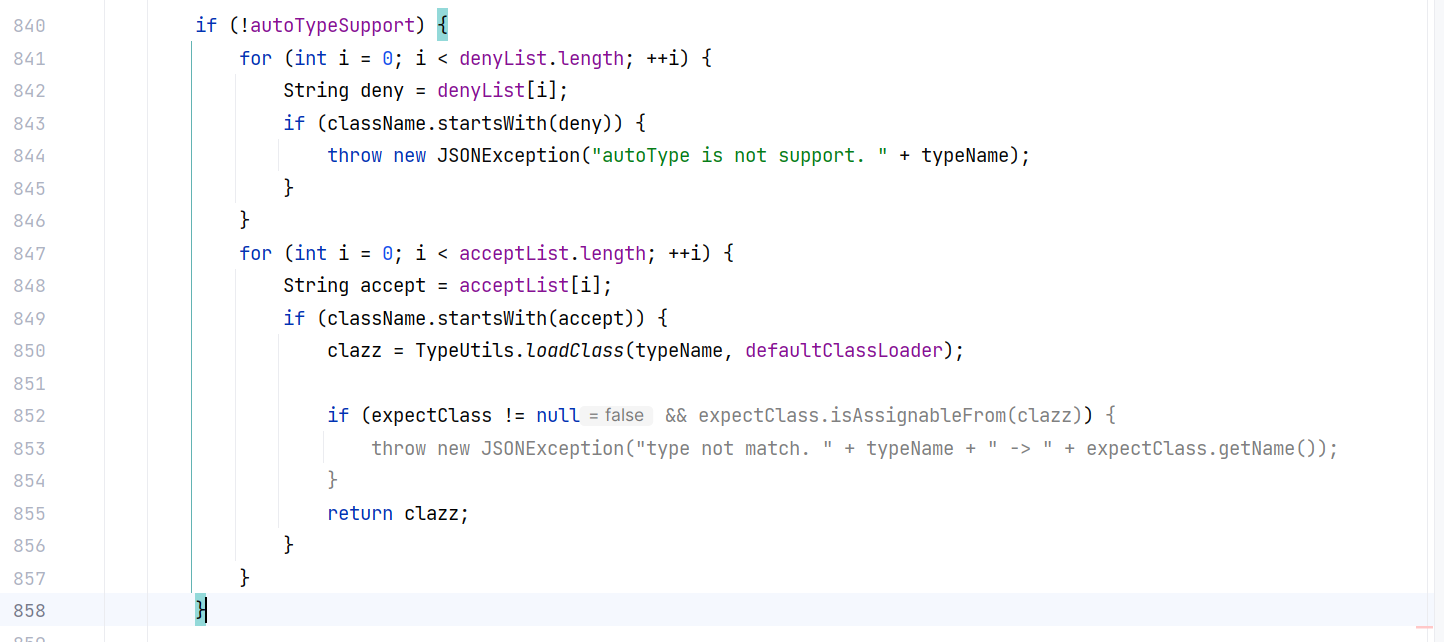 840 if (!autoTypeSupport) {
841 for (int i = 0; i < denyList.length; ++i) {
842 String deny = denyList[i];
843 if (className.startsWith(deny)) {
844 throw new JSONException("autoType is not support. " + typeName);
845 }
846 }
847 for (int i = 0; i < acceptList.length; ++i) {
848 String accept = acceptList[i];
849 if (className.startsWith(accept)) {
850 clazz = TypeUtils.loadClass(typeName, defaultClassLoader);
851
852 if (expectClass != null = false && expectClass.isAssignableFrom(clazz)) {
853 throw new JSONException("type not match. " + typeName + " -> " + expectClass.getName());
854 }
855 return clazz;
856 }
857 }
858 }